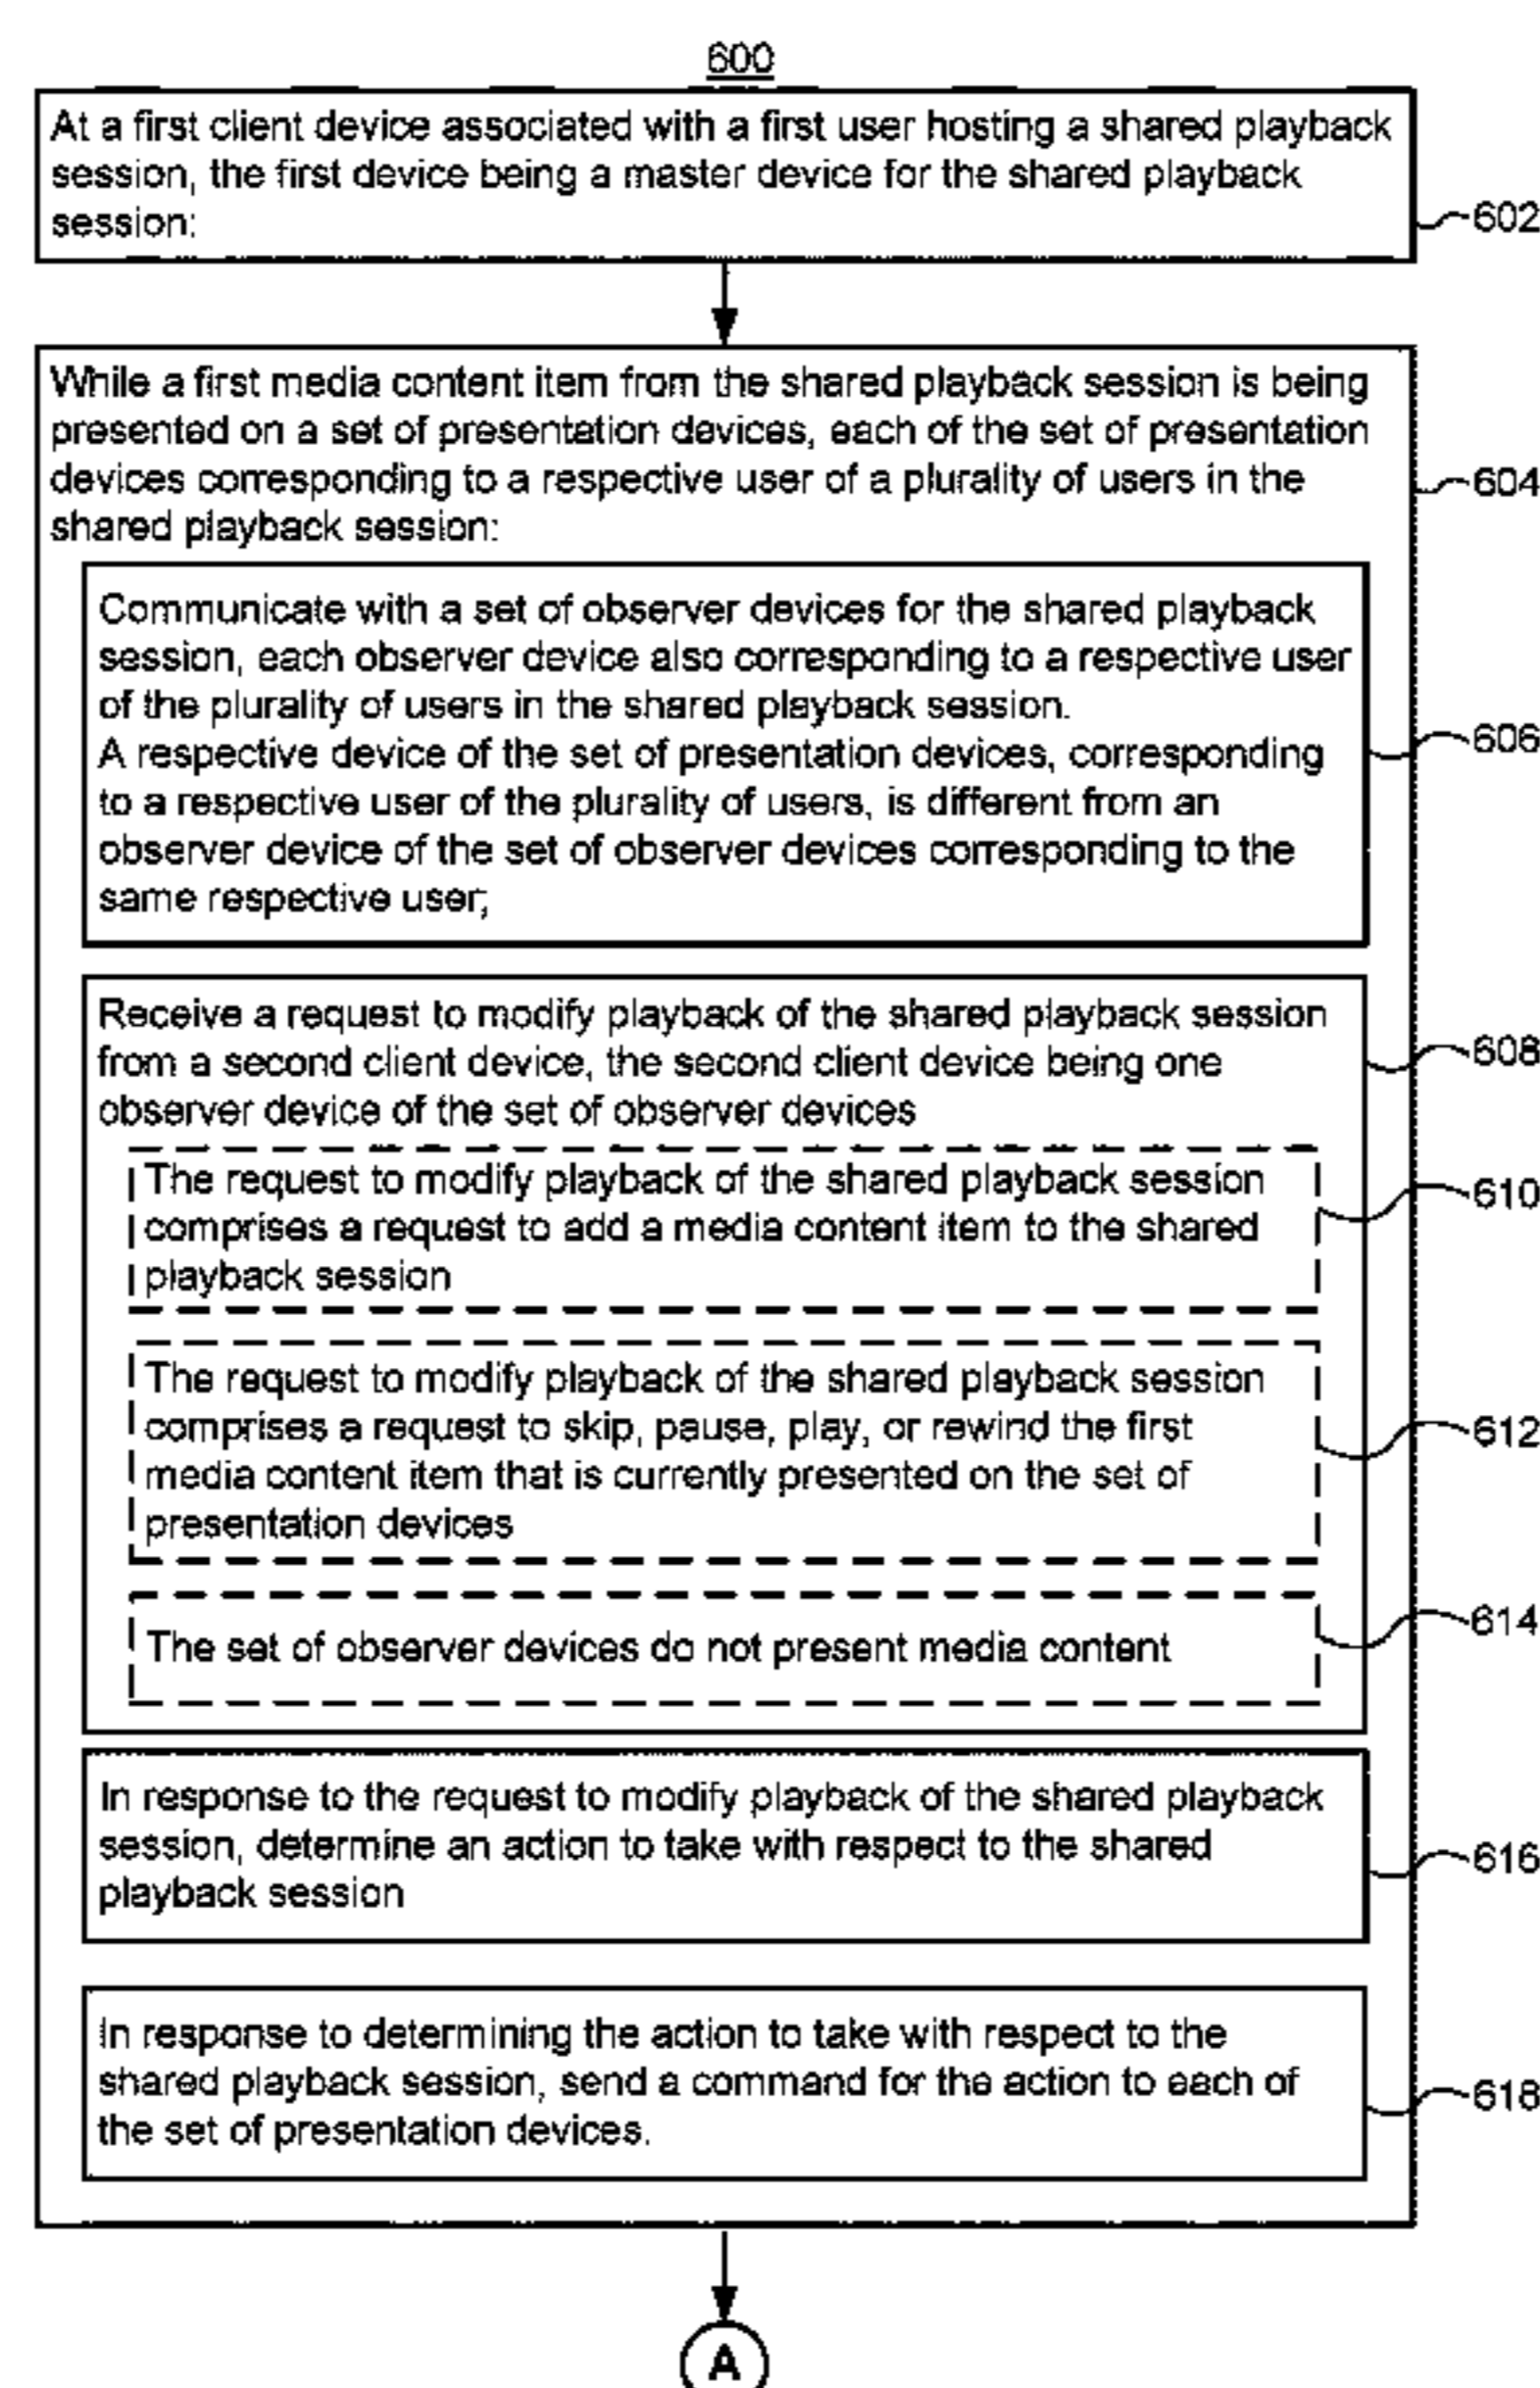 600
At a first client device associated with a first user hosting a shared playback
session, the first device being a master device for the shared playback
session:
602
While a first media content item from the shared playback session is being
presented on a set of presentation devices, each of the set of presentation
devices corresponding to a respective user of a plurality of users in the
shared playback session:
604
Communicate with a set of observer devices for the shared playback
session, each observer device also corresponding to a respective user
of the plurality of users in the shared playback session.
A respective device of the set of presentation devices, corresponding
to a respective user of the plurality of users, is different from an
observer device of the set of observer devices corresponding to the
same respective user;
606
Receive a request to modify playback of the shared playback session
from a second client device, the second client device being one
observer device of the set of observer devices
608
The request to modify playback of the shared playback session
comprises a request to add a media content item to the shared
playback session
610
The request to modify playback of the shared playback session
comprises a request to skip, pause, play, or rewind the first
media content item that is currently presented on the set of
presentation devices
612
The set of observer devices do not present media content
614
In response to the request to modify playback of the shared playback
session, determine an action to take with respect to the shared
playback session
616
In response to determining the action to take with respect to the
shared playback session, send a command for the action to each of
the set of presentation devices.
618
A